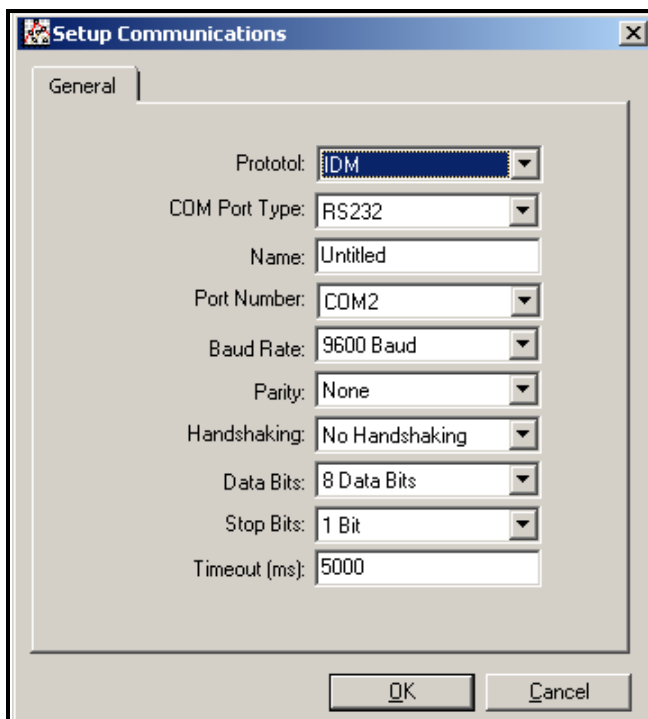 Setup Communications
General
Prototol: IDM
COM Port Type: RS232
Name: Untitled
Port Number: COM2
Baud Rate: 9600 Baud
Parity: None
Handshaking: No Handshaking
Data Bits: 8 Data Bits
Stop Bits: 1 Bit
Timeout (ms): 5000
OK Cancel